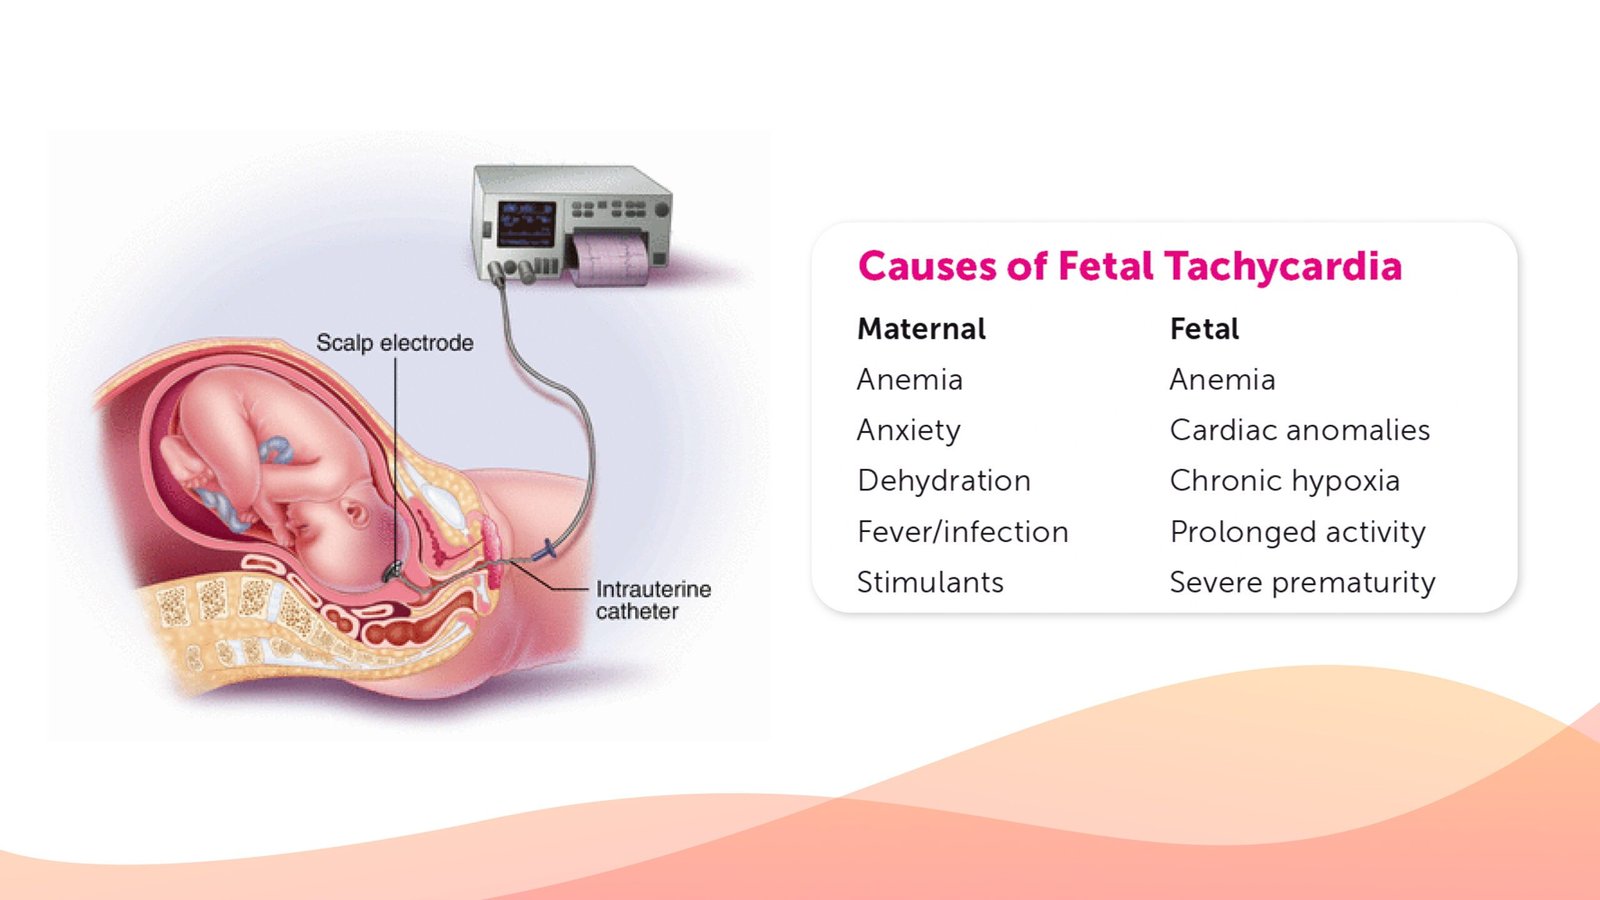 Scalp electrode
Intrauterine
catheter
Causes of Fetal Tachycardia
Maternal Fetal
Anemia Anemia
Anxiety Cardiac anomalies
Dehydration Chronic hypoxia
Fever/infection Prolonged activity
Stimulants Severe prematurity